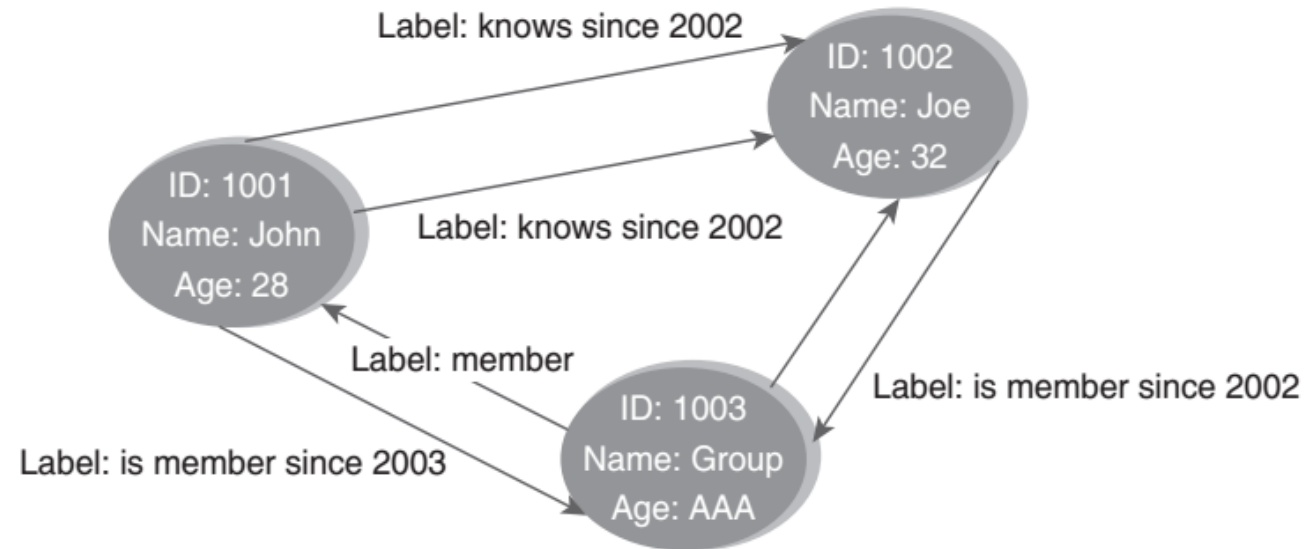 Label: knows since 2002
ID: 1002
Name: Joe
Age: 32
ID: 1001
Name: John
Age: 28
Label: knows since 2002
Label: member
Label: is member since 2002
ID: 1003
Name: Group
Age: AAA
Label: is member since 2003